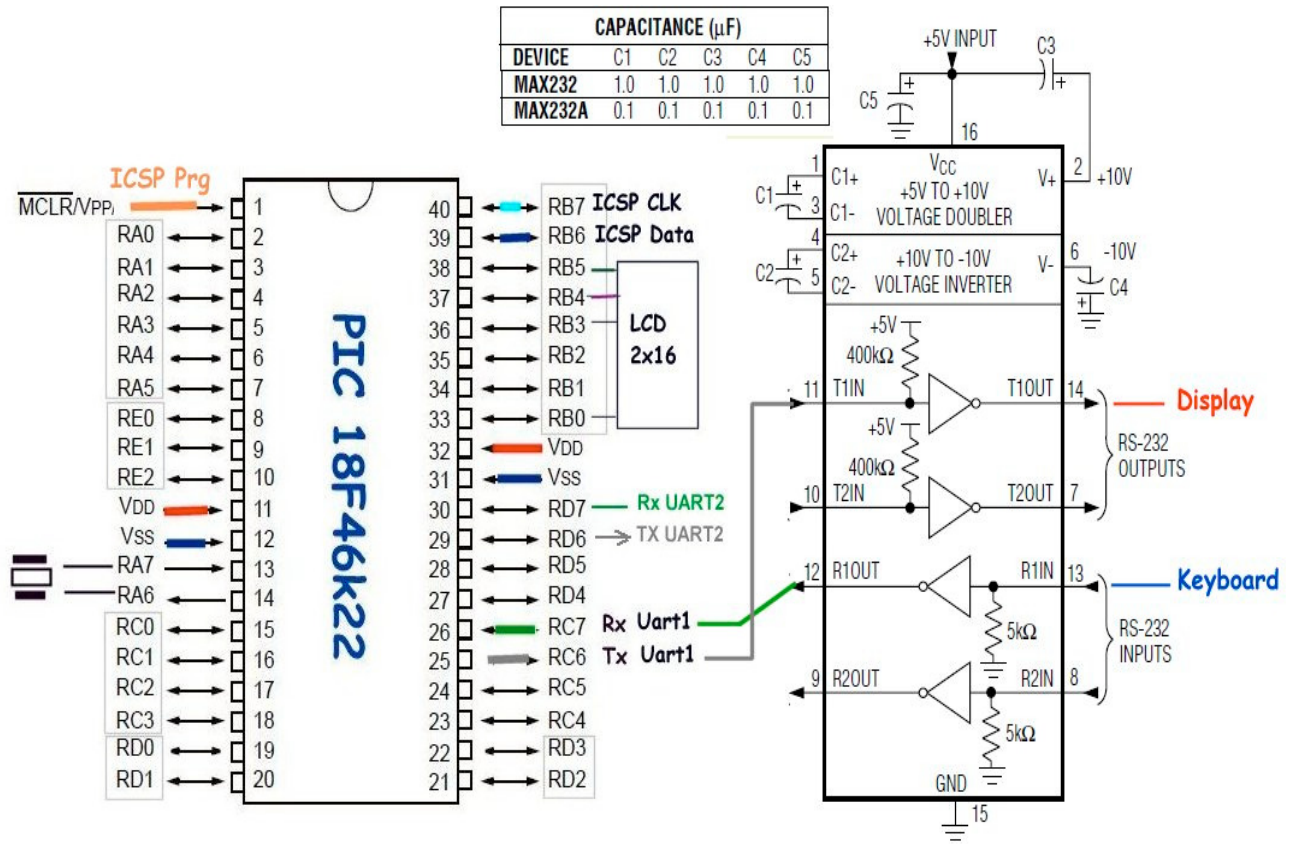 CAPACITANCE (μF)
DEVICE C1 C2 C3 C4 C5
MAX232 1.0 1.0 1.0 1.0 1.0
MAX232A 0.1 0.1 0.1 0.1 0.1
ICSP Prg
MCLR/VPP/
RA0
RA1
RA2
RA3
RA4
RA5
RE0
RE1
RE2
VDD
VSS
RA7
RA6
RC0
RC1
RC2
RC3
RD0
RD1
1
2
3
4
5
6
7
8
9
10
11
12
13
14
15
16
17
18
19
20
PIC 18F46k22
40
39
38
37
36
35
34
33
32
31
30
29
28
27
26
25
24
23
22
21
RB7 ICSP CLK
RB6 ICSP Data
RB5
RB4
RB3
RB2
RB1
RB0
VDD
VSS
RD7 Rx UART2
RD6 TX UART2
RD5
RD4
RC7 Rx Uart1
RC6 Tx Uart1
RC5
RC4
RD3
RD2
LCD
2x16
+5V INPUT
C3
+
C5
+
16
1
C1+
VCC
V+
2
+10V
+5V TO +10V
VOLTAGE DOUBLER
C1
+
3
C1-
4
C2+
+10V TO -10V
VOLTAGE INVERTER
V-
6
-10V
C2
+
5
C2-
C4
+
+5V
400kΩ
11
T1IN
T1OUT
14
Display
+5V
400kΩ
RS-232
OUTPUTS
10
T2IN
T2OUT
7
12
R1OUT
R1IN
13
Keyboard
5kΩ
RS-232
INPUTS
9
R2OUT
R2IN
8
5kΩ
GND
15